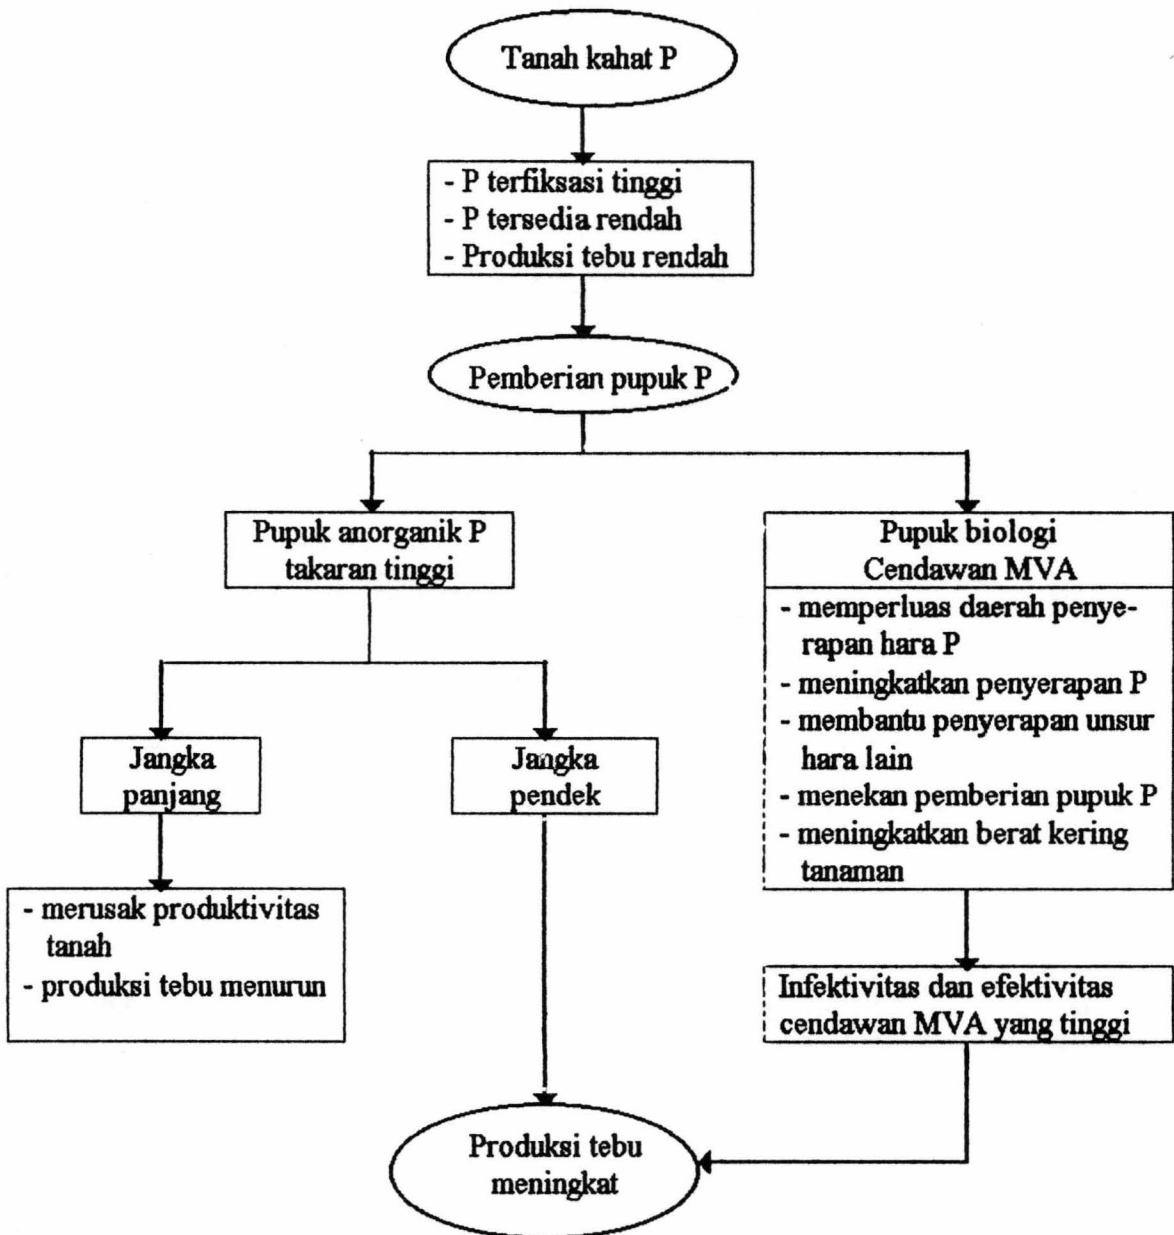 Tanah kahat P
- P terfiksasi tinggi
- P tersedia rendah
- Produksi tebu rendah
Pemberian pupuk P
Pupuk anorganik P
takaran tinggi
Jangka
panjang
- merusak produktivitas
tanah
- produksi tebu menurun
Jangka
pendek
Pupuk biologi
Cendawan MVA
- memperluas daerah penye-
rapan hara P
- meningkatkan penyerapan P
- membantu penyerapan unsur
hara lain
- menekan pemberian pupuk P
- meningkatkan berat kering
tanaman
Infektivitas dan efektivitas
cendawan MVA yang tinggi
Produksi tebu
meningkat